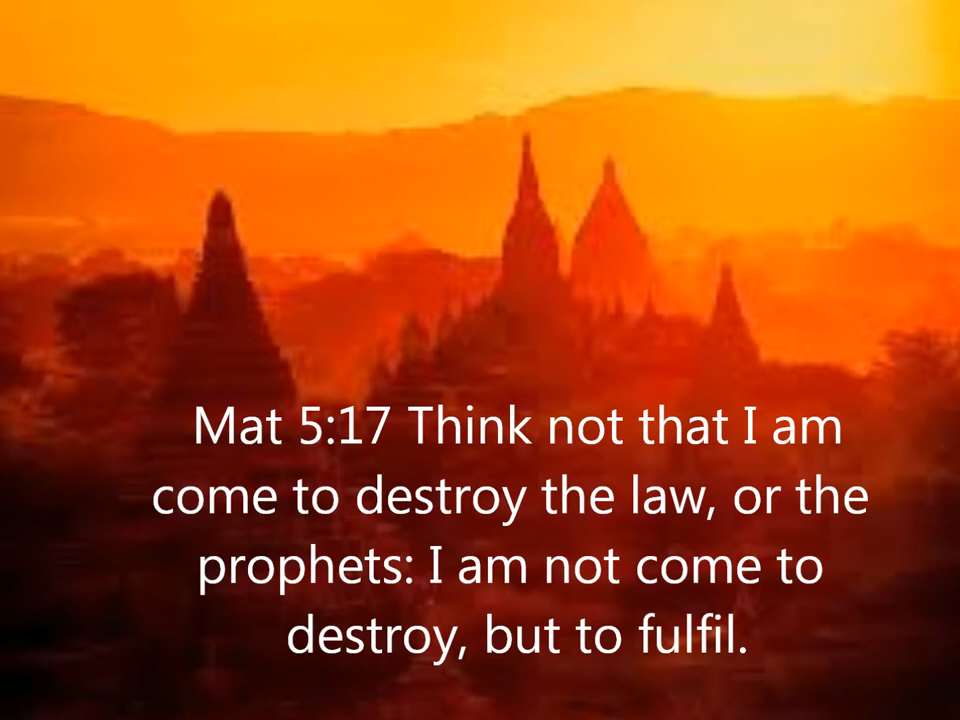 Mat 5:17 Think not that I am
come to destroy the law, or the
prophets: I am not come to
destroy, but to fulfil.